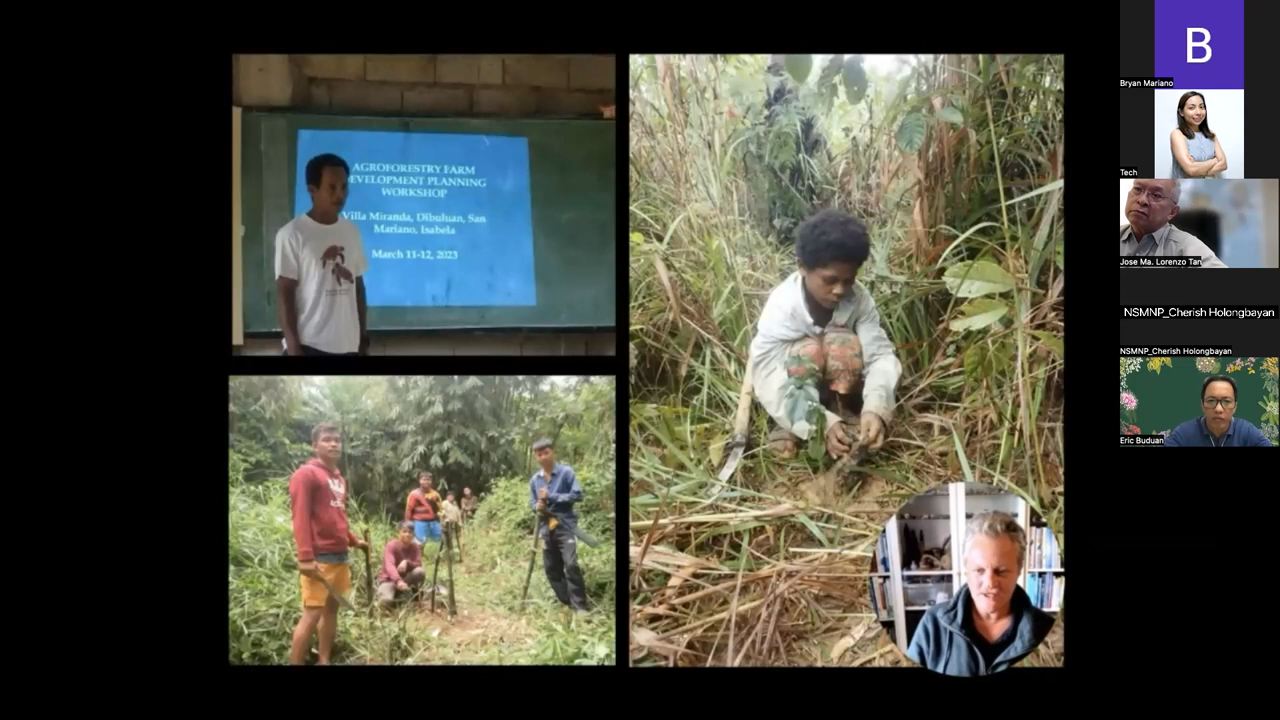 AGROFORESTRY FARM
DEVELOPMENT PLANNING
WORKSHOP
Villa Miranda, Dibuluan, San
Mariano, Isabela
March 11-12, 2023
B
Bryan Mariano
Tech
Jose Ma. Lorenzo Tan
NSMNP_Cherish Holongbayan
NSMNP_Cherish Holongbayan
Eric Buduan